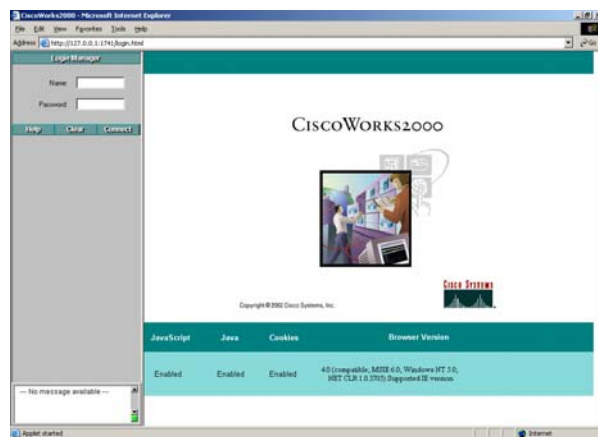 CiscoWorks2000 - Microsoft Internet Explorer
File Edit View Favorites Tools Help
Address http://127.0.0.1:1741/login.html
Go
Login Manager
Name
Password
Help Clear Connect
CISCOWORKS2000
CISCO SYSTEMS
Copyright © 2002 Cisco Systems, Inc.
JavaScript Java Cookies Browser Version
Enabled Enabled Enabled 4.0 (compatible; MSIE 6.0; Windows NT 5.0;
.NET CLR 1.0.3705) Supported IE version
--- No message available ---
Applet started
Internet